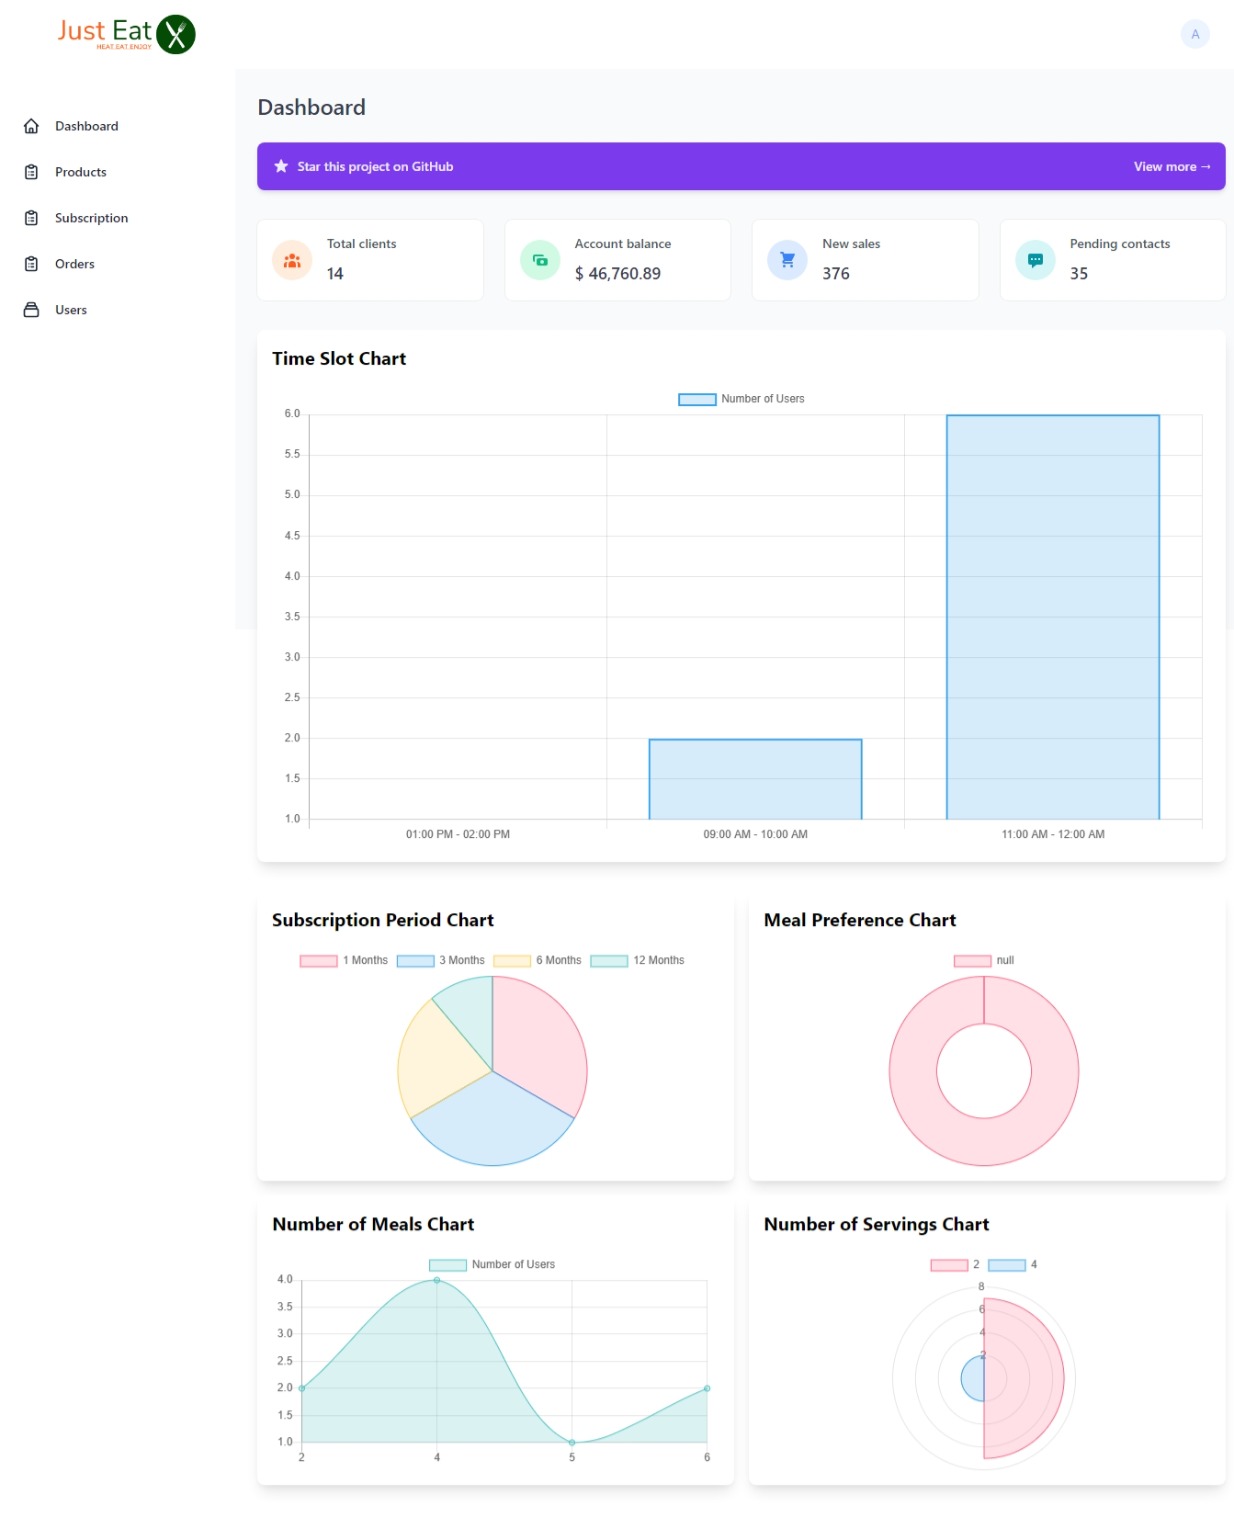 Just Eat
HEAT.EAT.ENJOY
A
Dashboard
Products
Subscription
Orders
Users
Dashboard
Star this project on GitHub
View more →
Total clients
14
Account balance
$ 46,760.89
New sales
376
Pending contacts
35
Time Slot Chart
Number of Users
6.0
5.5
5.0
4.5
4.0
3.5
3.0
2.5
2.0
1.5
1.0
01:00 PM - 02:00 PM
09:00 AM - 10:00 AM
11:00 AM - 12:00 AM
Subscription Period Chart
1 Months
3 Months
6 Months
12 Months
Meal Preference Chart
null
Number of Meals Chart
Number of Users
4.0
3.5
3.0
2.5
2.0
1.5
1.0
2
4
5
6
Number of Servings Chart
2
4
8
6
4
2